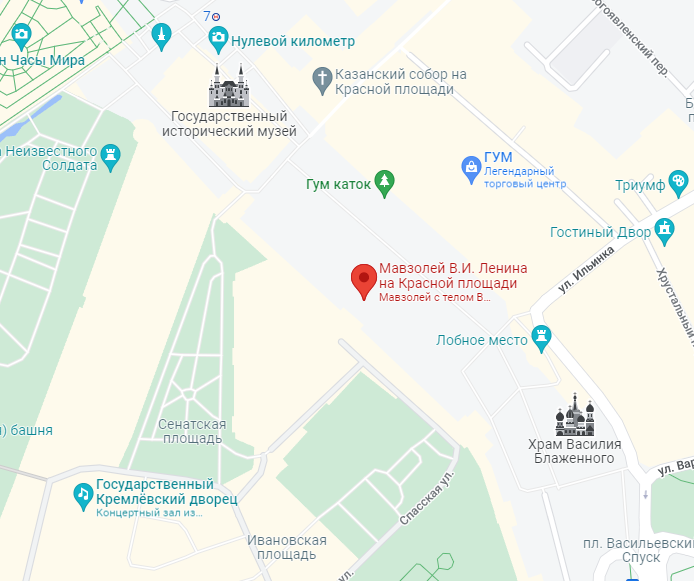 7
Нулевой километр
н Часы Мира
Казанский собор на
Красной площади
Государственный
исторический музей
огоявленский пер.
Неизвестного
Солдата
ГУМ
Легендарный
торговый центр
Гум каток
Триумф
Гостиный Двор
ул. Ильинка
Хрустальный
Мавзолей В.И. Ленина
на Красной площади
Мавзолей с телом В...
Лобное место
Сенатская
площадь
) башня
Храм Василия
Блаженного
ул. Вар
Государственный
Кремлёвский дворец
Концертный зал из...
Спасская ул.
Ивановская
площадь
ул.
пл. Васильевский
Спуск